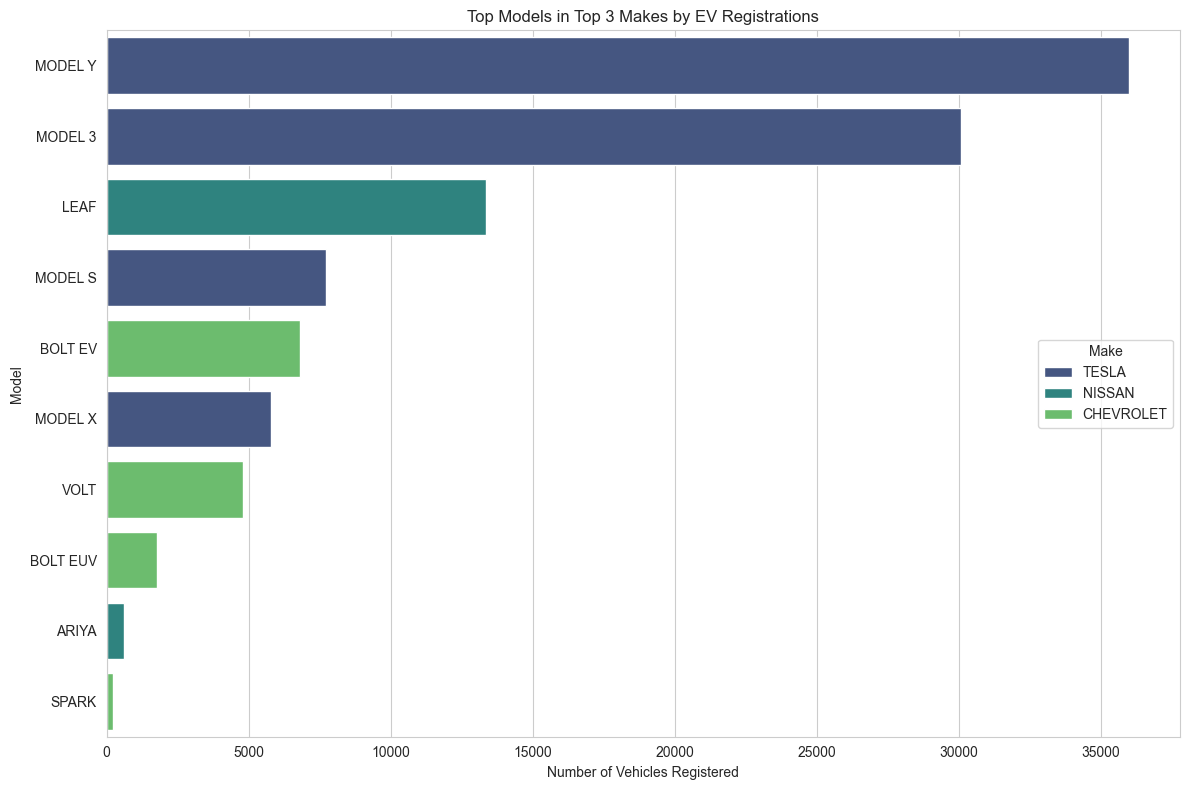 Top Models in Top 3 Makes by EV Registrations
MODEL Y
MODEL 3
LEAF
MODEL S
BOLT EV
MODEL X
VOLT
BOLT EUV
ARIYA
SPARK
Model
Make
TESLA
NISSAN
CHEVROLET
0 5000 10000 15000 20000 25000 30000 35000
Number of Vehicles Registered